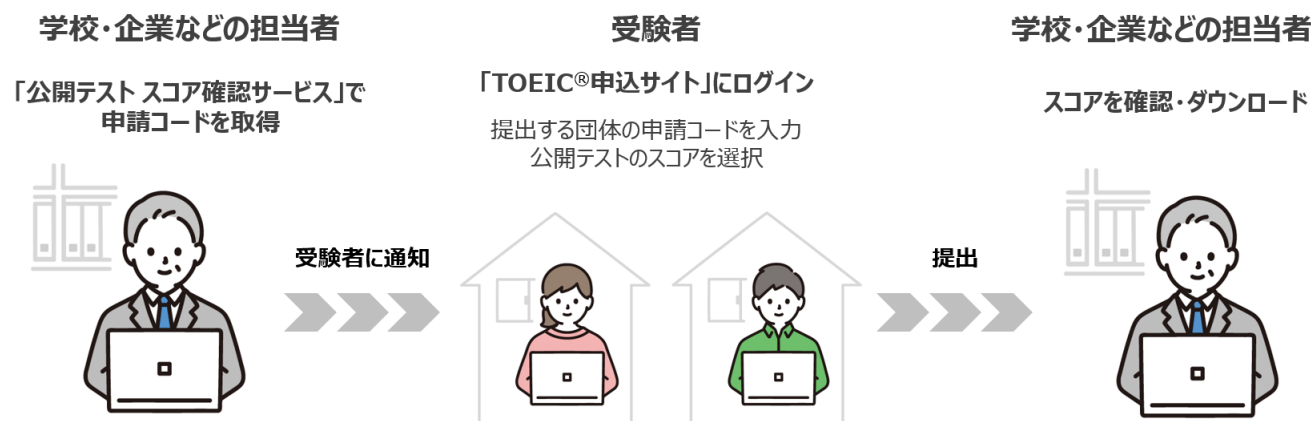 学校・企業などの担当者
「公開テスト スコア確認サービス」で
申請コードを取得
受験者に通知
受験者
「TOEIC®申込サイト」にログイン
提出する団体の申請コードを入力
公開テストのスコアを選択
提出
学校・企業などの担当者
スコアを確認・ダウンロード